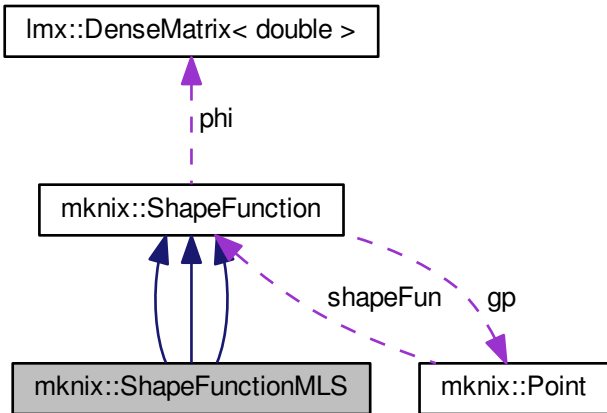 lmx::DenseMatrix< double >
phi
mknix::ShapeFunction
shapeFun
gp
mknix::ShapeFunctionMLS
mknix::Point